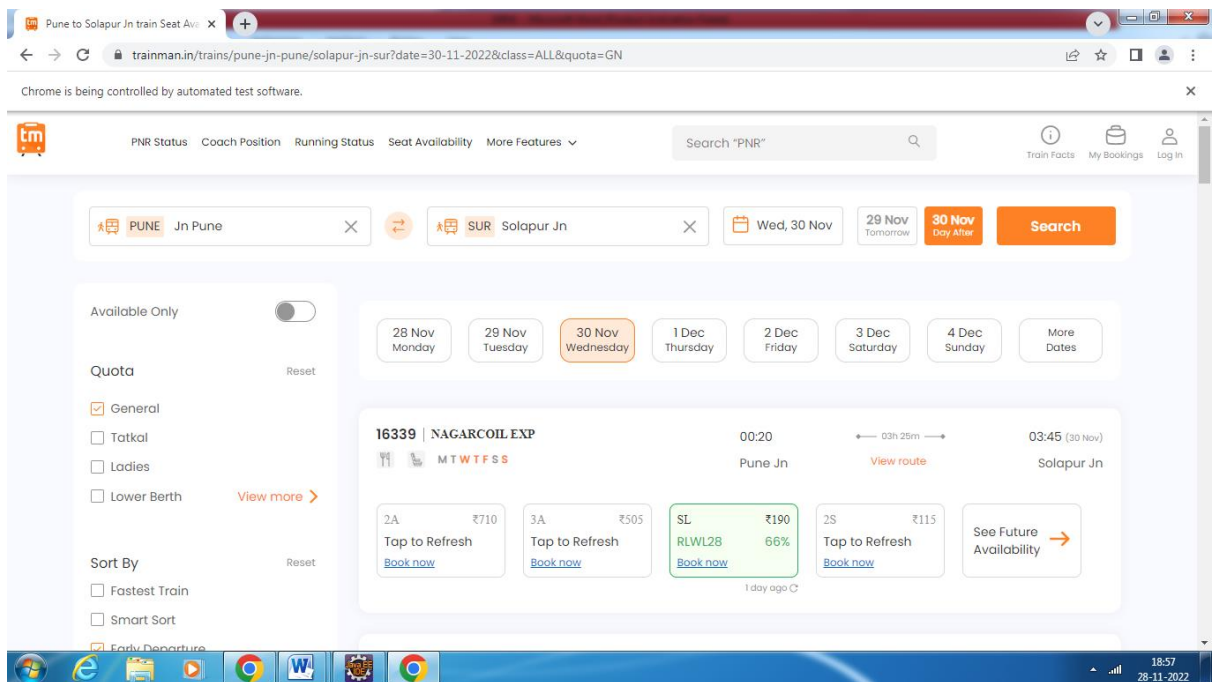 Pune to Solapur Jn train Seat Ava
trainman.in/trains/pune-jn-pune/solapur-jn-sur?date=30-11-2022&class=ALL&quota=GN
Chrome is being controlled by automated test software.
tm
PNR Status Coach Position Running Status Seat Availability More Features
Search "PNR"
Train Facts My Bookings Log In
PUNE Jn Pune
SUR Solapur Jn
Wed, 30 Nov
29 Nov
Tomorrow
30 Nov
Day After
Search
Available Only
Quota Reset
General
Tatkal
Ladies
Lower Berth View more
Sort By Reset
Fastest Train
Smart Sort
Early Departure
28 Nov
Monday
29 Nov
Tuesday
30 Nov
Wednesday
1 Dec
Thursday
2 Dec
Friday
3 Dec
Saturday
4 Dec
Sunday
More
Dates
16339 | NAGARCOIL EXP
M T W T F S S
00:20
Pune Jn
03h 25m
View route
03:45 (30 Nov)
Solapur Jn
2A ₹710
Tap to Refresh
Book now
3A ₹505
Tap to Refresh
Book now
SL ₹190
RLWL28 66%
Book now
1 day ago
2S ₹115
Tap to Refresh
Book now
See Future
Availability
18:57
28-11-2022